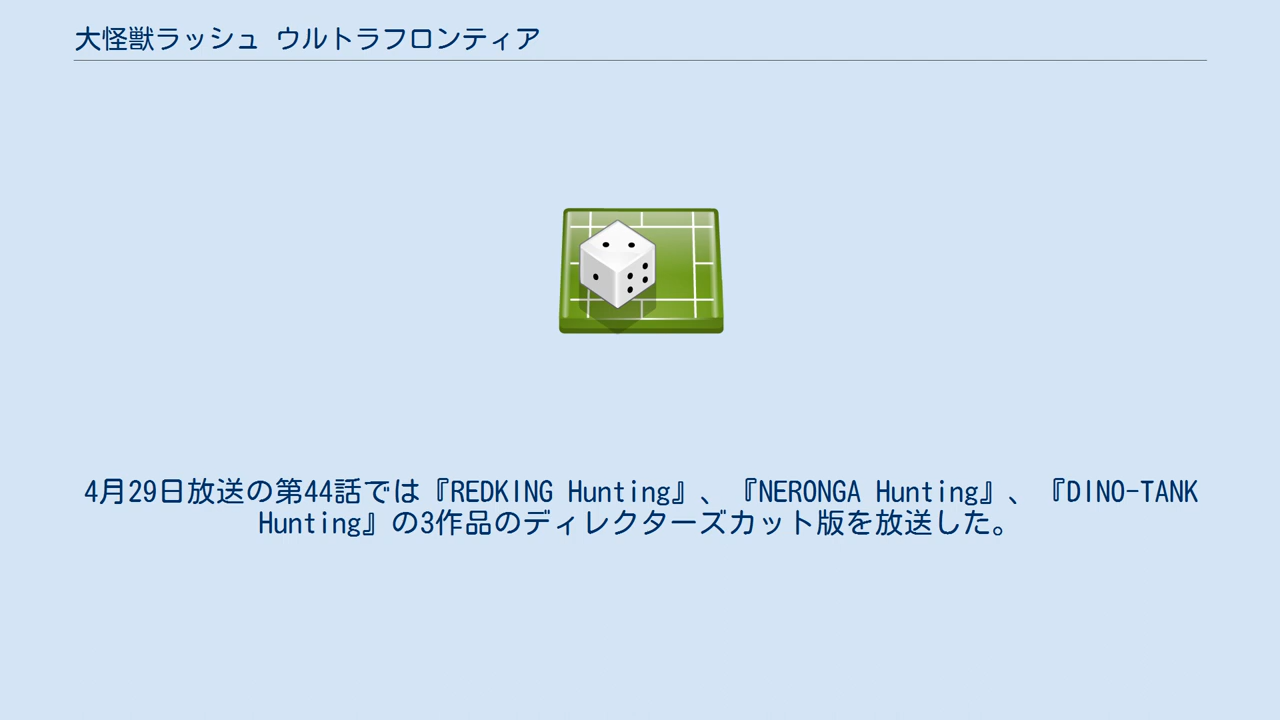 大怪獣ラッシュ ウルトラフロンティア
4月29日放送の第44話では『REDKING Hunting』、『NERONGA Hunting』、『DINO-TANK
Hunting』の3作品のディレクターズカット版を放送した。